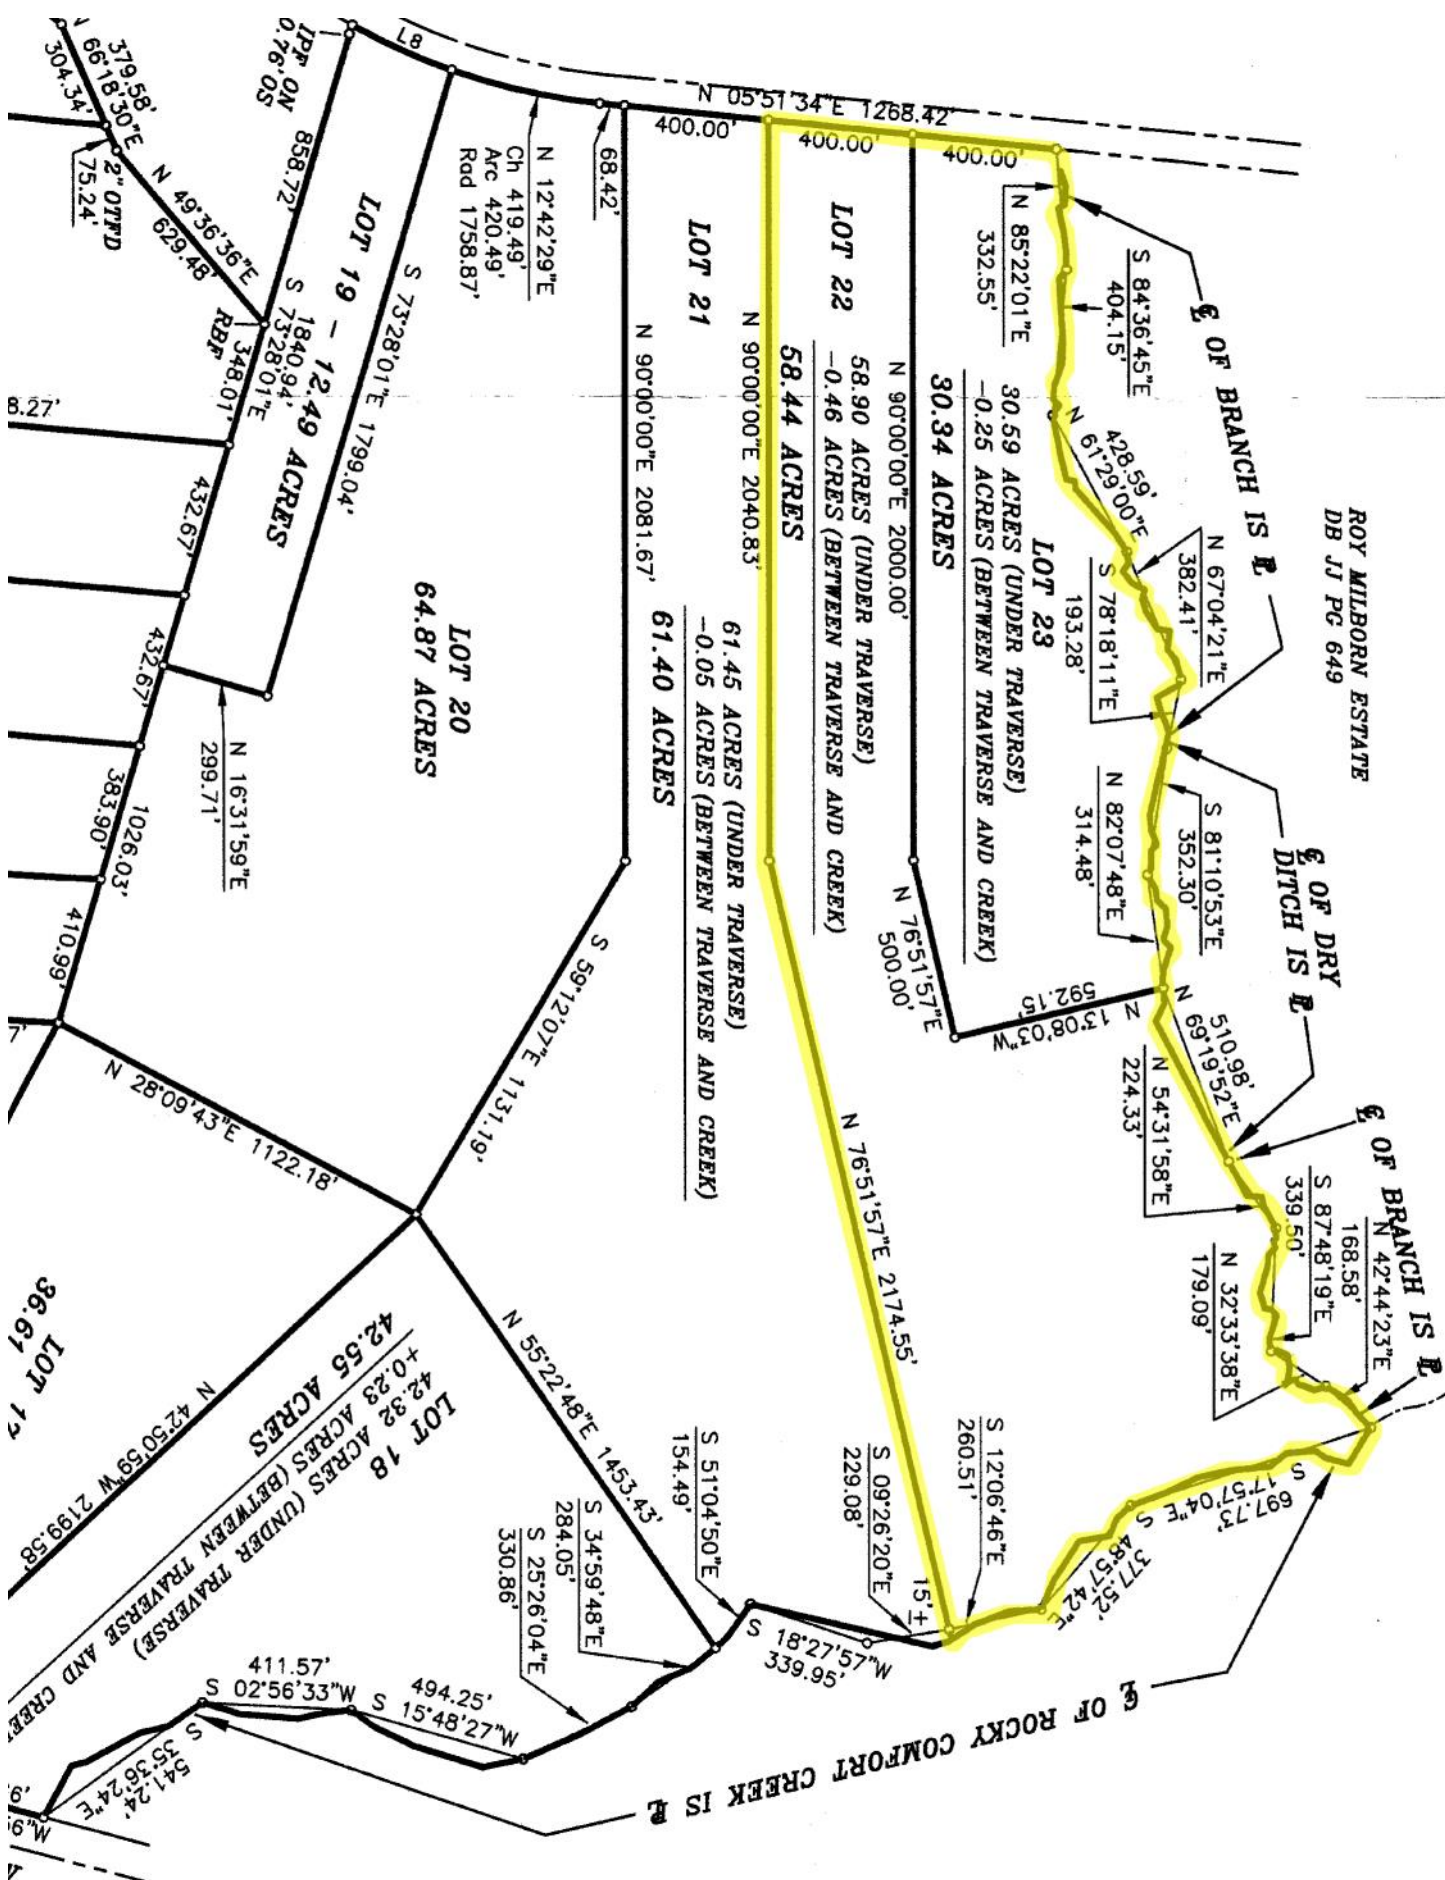 379.58'
66°18'30"E
304.34'
2" OTFD
75.24'
N 49°36'36"E
629.48'
IPF ON
0.76' OS
L8
858.72'
RBF
1840.94'
S 73°28'01"E
348.01'
LOT 19 - 12.49 ACRES
S 73°28'01"E 1799.04'
8.27'
432.67'
432.67'
N 16°31'59"E
299.71'
383.90'
1026.03'
410.99'
7'
N 12°42'29"E
Ch 419.49'
Arc 420.49'
Rad 1758.87'
68.42'
N 05°51'34"E 1268.42'
400.00'
400.00'
400.00'
LOT 20
64.87 ACRES
N 90°00'00"E 2081.67'
S 59°12'07"E 1131.19'
N 28°09'43"E 1122.18'
LOT 21
61.45 ACRES (UNDER TRAVERSE)
-0.05 ACRES (BETWEEN TRAVERSE AND CREEK)
61.40 ACRES
N 90°00'00"E 2040.83'
LOT 22
58.90 ACRES (UNDER TRAVERSE)
-0.46 ACRES (BETWEEN TRAVERSE AND CREEK)
58.44 ACRES
N 90°00'00"E 2000.00'
N 76°51'57"E
500.00'
N 13°08'03"W
592.15'
N 76°51'57"E 2174.55'
LOT 23
30.59 ACRES (UNDER TRAVERSE)
-0.25 ACRES (BETWEEN TRAVERSE AND CREEK)
30.34 ACRES
N 85°22'01"E
332.55'
S 84°36'45"E
404.15'
℄ OF BRANCH IS ⅊
428.59'
N 61°29'00"E
N 67°04'21"E
382.41'
S 78°18'11"E
193.28'
ROY MILBORN ESTATE
DB JJ PG 649
S 81°10'53"E
352.30'
N 82°07'48"E
314.48'
℄ OF DRY
DITCH IS ⅊
510.98'
N 69°19'52"E
N 54°31'58"E
224.33'
℄ OF BRANCH IS ⅊
S 87°48'19"E
339.50'
N 42°44'23"E
168.58'
N 32°33'38"E
179.09'
S 17°57'04"E
697.73'
S 48°57'42"E
377.52'
S 12°06'46"E
260.51'
S 09°26'20"E
229.08'
15'±
S 18°27'57"W
339.95'
S 51°04'50"E
154.49'
N 55°22'48"E 1453.43'
S 34°59'48"E
284.05'
S 25°26'04"E
330.86'
494.25'
S 15°48'27"W
411.57'
S 02°56'33"W
S 35°36'24"E
541.24'
℄ OF ROCKY COMFORT CREEK IS ⅊
LOT 18
42.32 ACRES (UNDER TRAVERSE)
+0.23 ACRES (BETWEEN TRAVERSE AND CREEK
42.55 ACRES
N 42°50'59"W 2199.58'
LOT 17
36.61